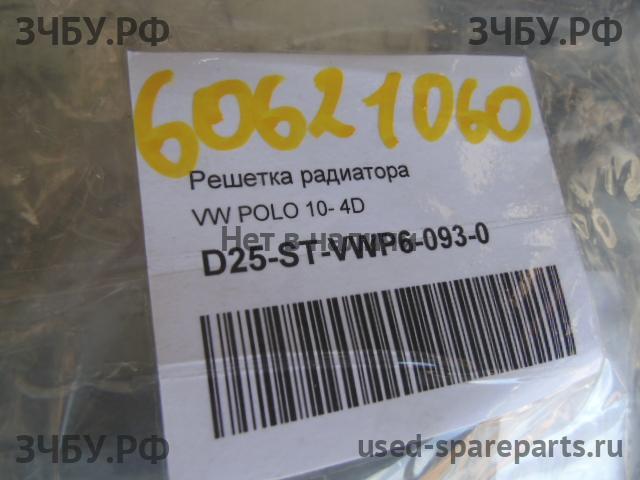 ЗЧБУ.РФ
ЗЧБУ.РФ
60621060
Решетка радиатора
VW POLO 10- 4D
Нет в наличии
D25-ST-VWP6-093-0
ЗЧБУ.РФ
used-spareparts.ru